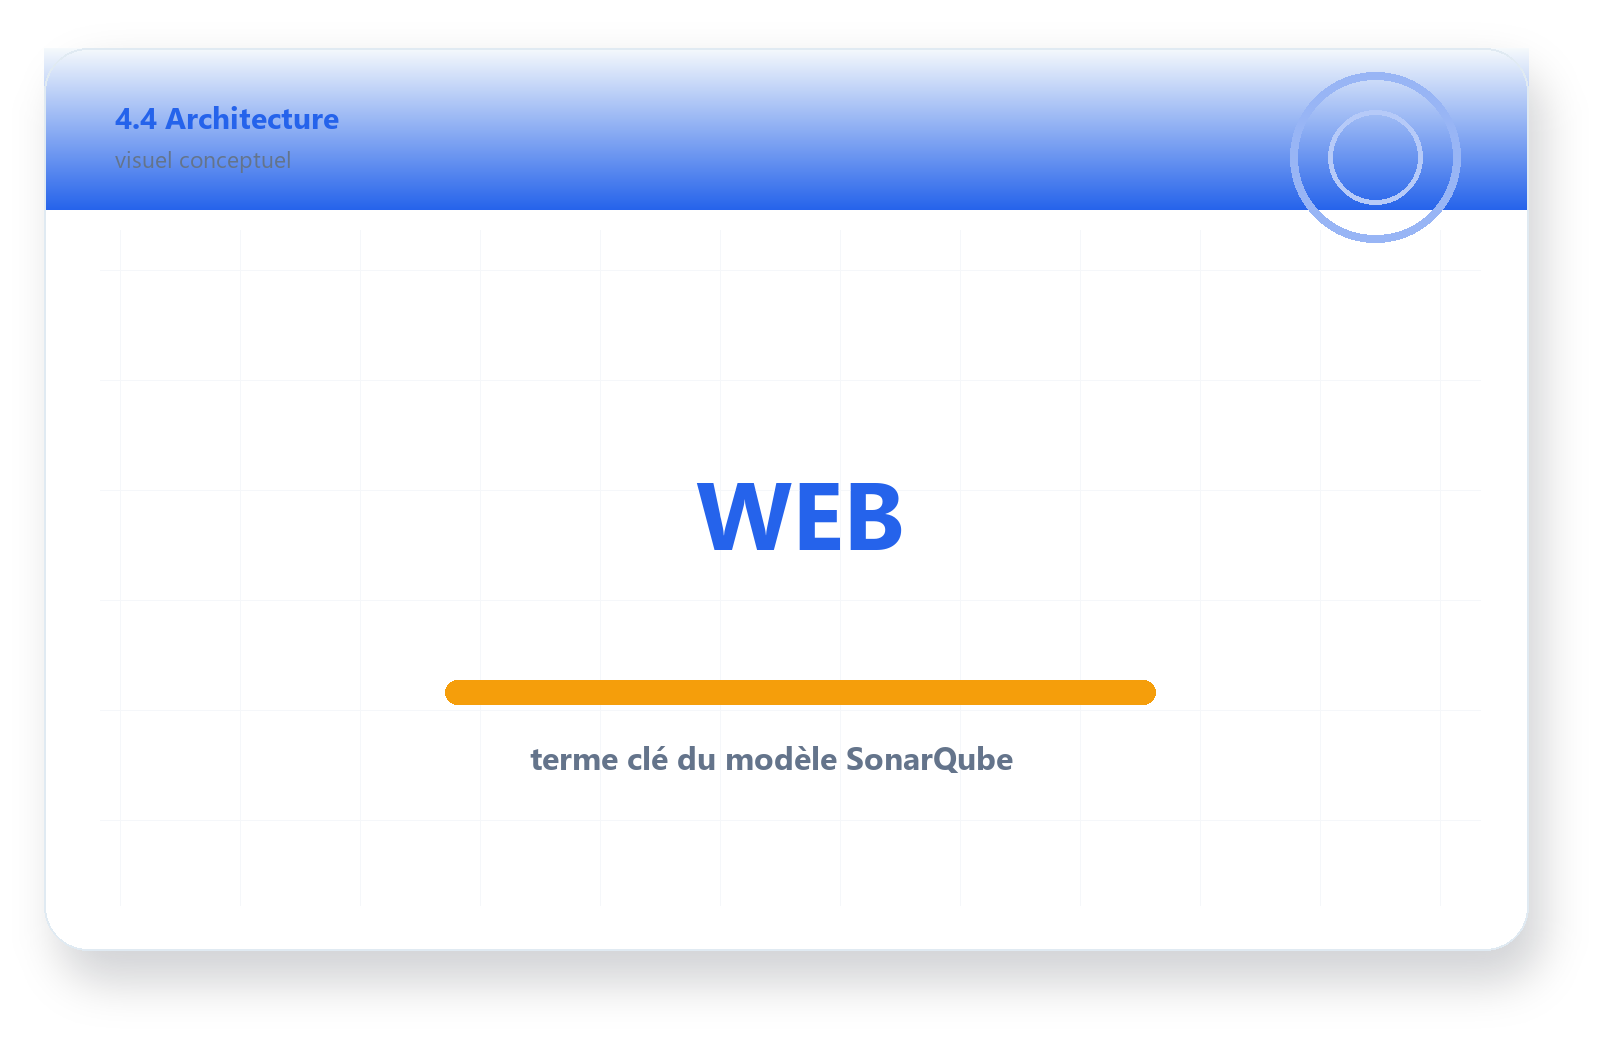 4.4 Architecture
visuel conceptuel
WEB
terme clé du modèle SonarQube